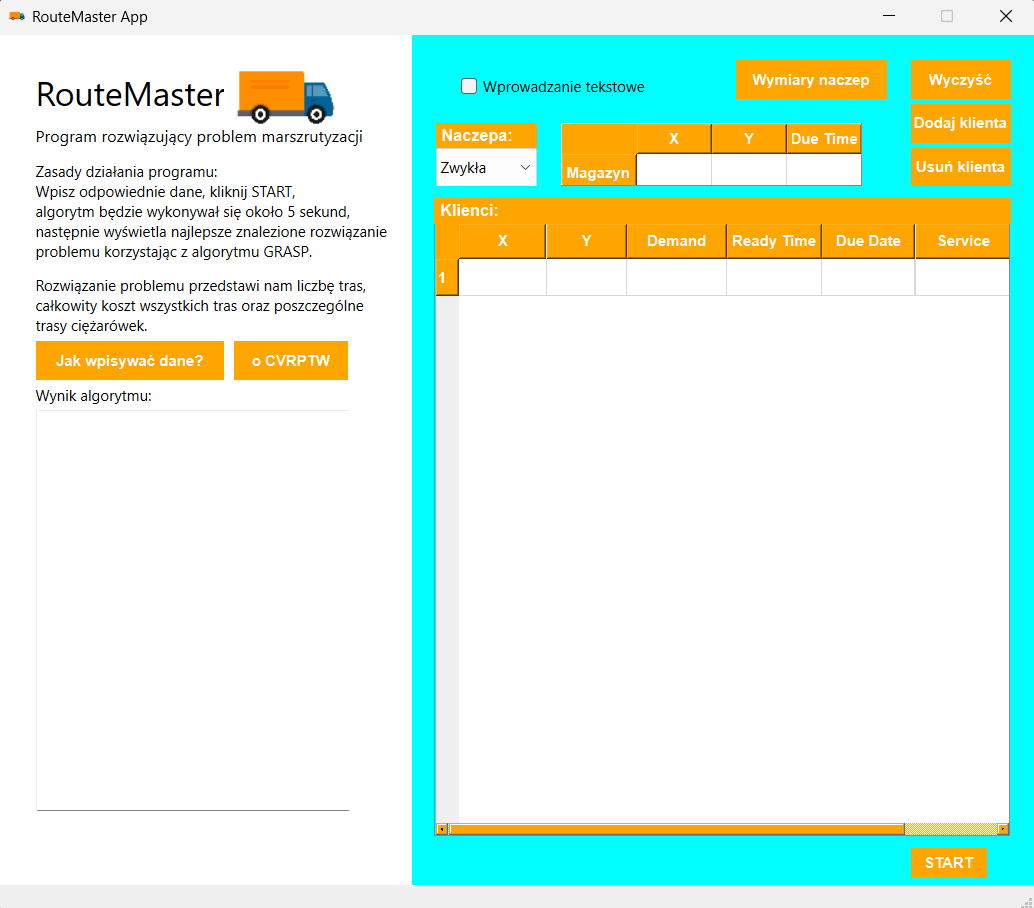 RouteMaster App
RouteMaster
Program rozwiązujący problem marszrutyzacji
Zasady działania programu:
Wpisz odpowiednie dane, kliknij START,
algorytm będzie wykonywał się około 5 sekund,
następnie wyświetla najlepsze znalezione rozwiązanie
problemu korzystając z algorytmu GRASP.
Rozwiązanie problemu przedstawi nam liczbę tras,
całkowity koszt wszystkich tras oraz poszczególne
trasy ciężarówek.
Jak wpisywać dane? o CVRPTW
Wynik algorytmu:
Wprowadzanie tekstowe
Wymiary naczep
Wyczyść
Dodaj klienta
Usuń klienta
Naczepa:
Zwykła
X Y Due Time
Magazyn
Klienci:
X Y Demand Ready Time Due Date Service
1
START